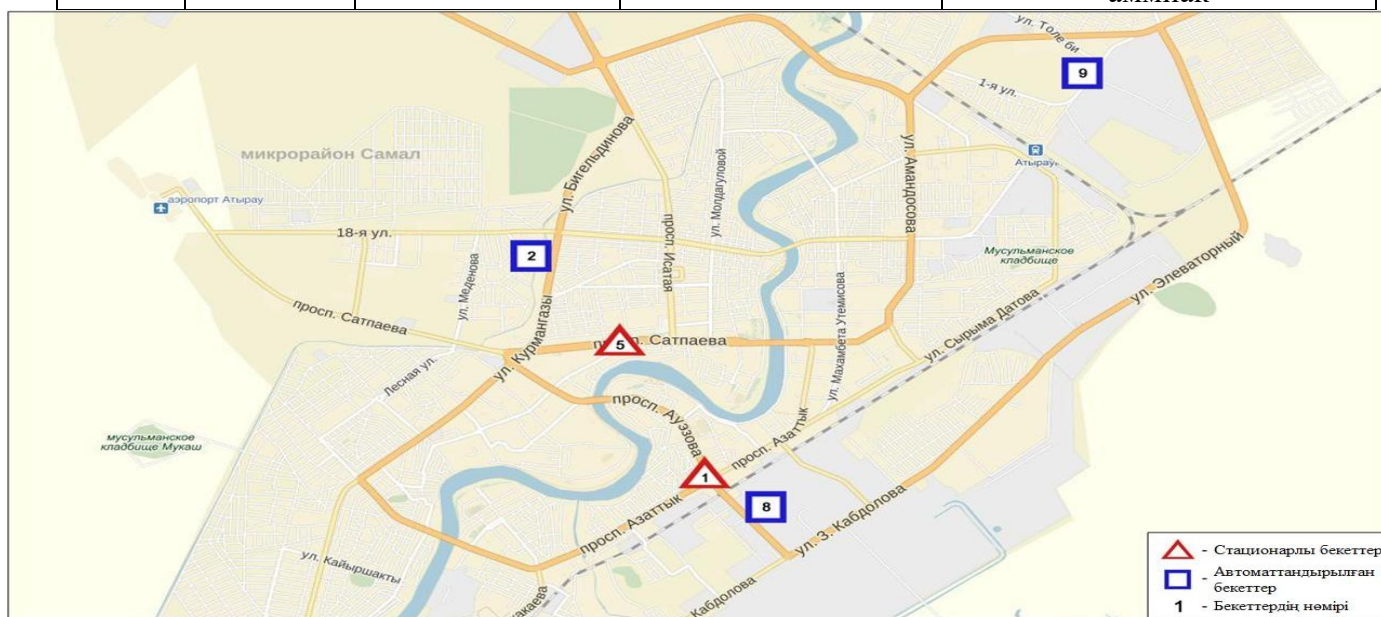 аммиак
ул. Толе би
9
1-я ул.
ул. Бигельдинова
ул. Молдагуловой
ул. Амандосова
Атырау
микрорайон Самал
аэропорт Атырау
18-я ул.
2
просп. Исатая
Мусульманское
кладбище
ул. Элеваторный
ул. Меденова
просп. Сатпаева
ул. Курмангазы
5
просп. Сатпаева
ул. Махамбета Утемисова
ул. Сырыма Датова
Лесная ул.
просп. Ауэзова
просп. Азаттык
мусульманское
кладбище Мукаш
1
8
просп. Азаттык
ул. З. Кабдолова
ул. Кайыршакты
Кабдолова
- Стационарлы бекеттер
- Автоматтандырылған
бекеттер
1 - Бекеттердің нөмірі